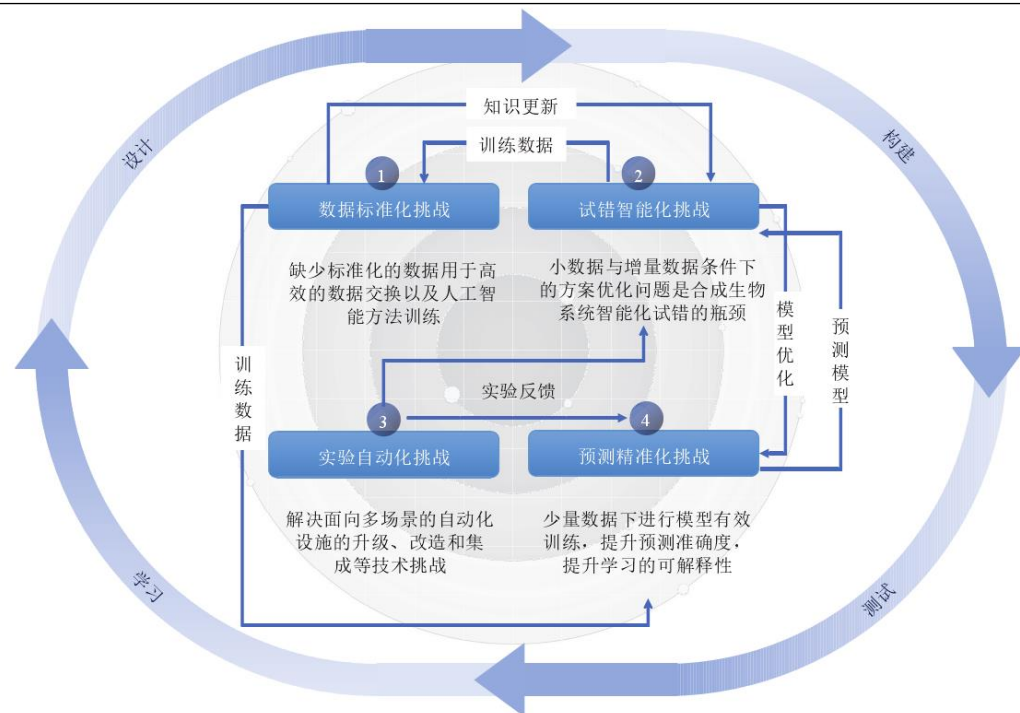 设计
构建
知识更新
训练数据
1
2
数据标准化挑战
试错智能化挑战
缺少标准化的数据用于高
效的数据交换以及人工智
能方法训练
小数据与增量数据条件下
的方案优化问题是合成生物
系统智能化试错的瓶颈
模型优化
预测模型
训练数据
实验反馈
3
4
实验自动化挑战
预测精准化挑战
解决面向多场景的自动化
设施的升级、改造和集
成等技术挑战
少量数据下进行模型有效
训练，提升预测准确度，
提升学习的可解释性
学习
测试